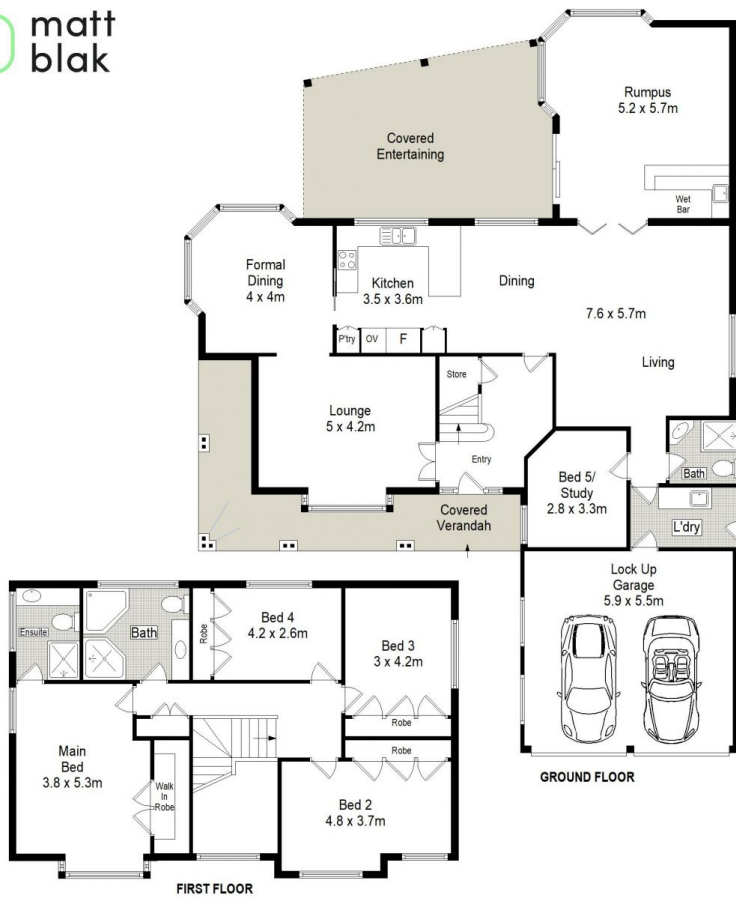 matt
blak
Rumpus
5.2 x 5.7m
Covered
Entertaining
Wet
Bar
Formal
Dining
4 x 4m
Kitchen
3.5 x 3.6m
Dining
7.6 x 5.7m
P'try
OV
F
Living
Store
Lounge
5 x 4.2m
Entry
Bath
Bed 5/
Study
2.8 x 3.3m
Covered
Verandah
L'dry
Lock Up
Garage
5.9 x 5.5m
GROUND FLOOR
Ensuite
Bath
Robe
Bed 4
4.2 x 2.6m
Bed 3
3 x 4.2m
Robe
Robe
Main
Bed
3.8 x 5.3m
Walk
In
Robe
Bed 2
4.8 x 3.7m
FIRST FLOOR